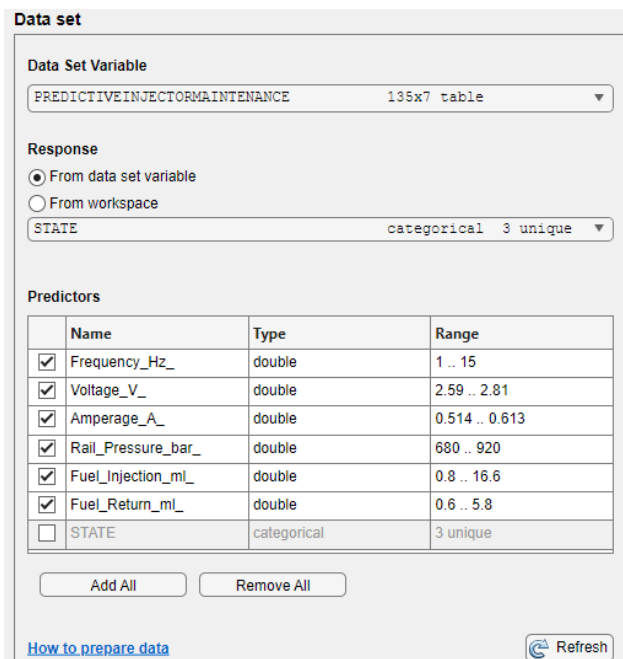 Data set
Data Set Variable
PREDICTIVEINJECTORMAINTENANCE 135x7 table
Response
From data set variable
From workspace
STATE categorical 3 unique
Predictors
Name Type Range
Frequency_Hz_ double 1 .. 15
Voltage_V_ double 2.59 .. 2.81
Amperage_A_ double 0.514 .. 0.613
Rail_Pressure_bar_ double 680 .. 920
Fuel_Injection_ml_ double 0.8 .. 16.6
Fuel_Return_ml_ double 0.6 .. 5.8
STATE categorical 3 unique
Add All Remove All
How to prepare data Refresh